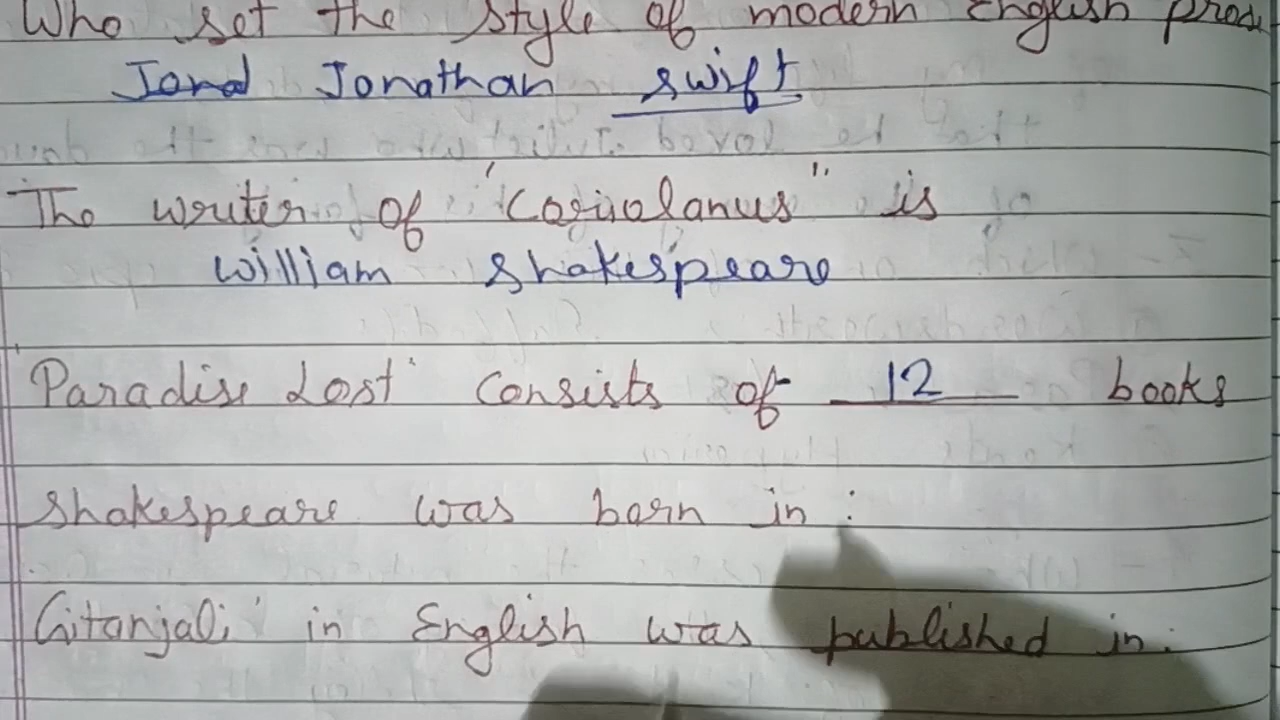 Who set the style of modern English prose
Jond Jonathan swift
The writer of "Coriolanus" is
William Shakespeare
Paradise Lost' consists of 12 books
Shakespeare was born in :
Gitanjali' in English was published in :